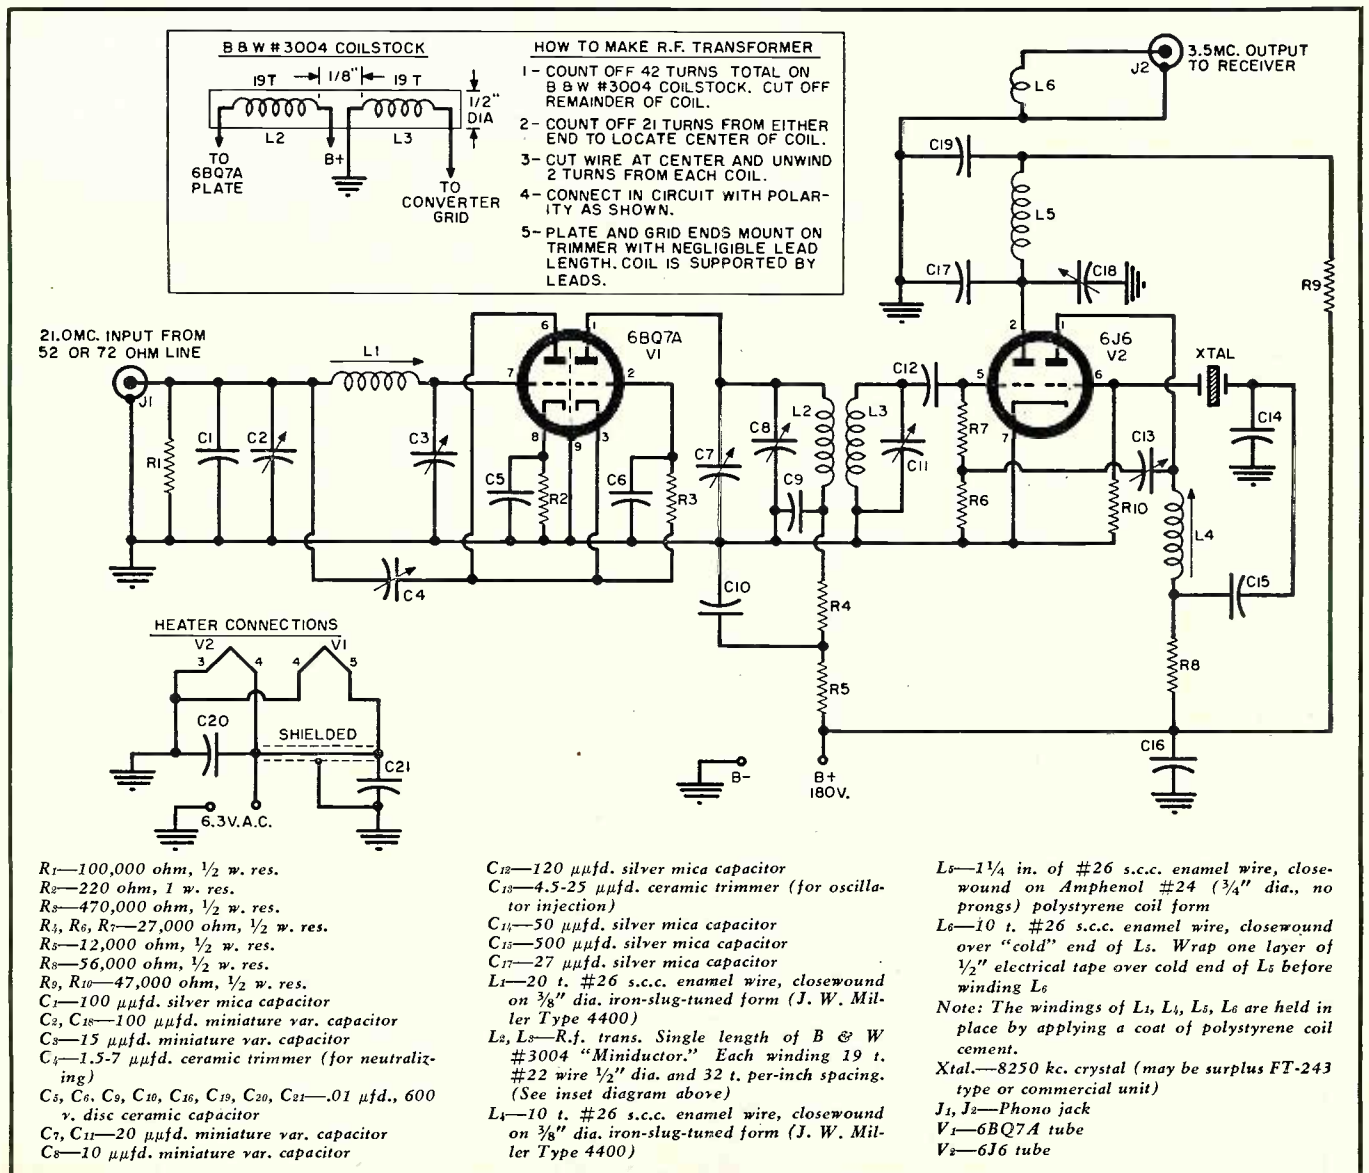 B & W #3004 COILSTOCK
19T
1/8"
19 T
1/2"
DIA
L2
L3
TO
6BQ7A
PLATE
B+
TO
CONVERTER
GRID
HOW TO MAKE R.F. TRANSFORMER
1- COUNT OFF 42 TURNS TOTAL ON
B & W #3004 COILSTOCK. CUT OFF
REMAINDER OF COIL.
2- COUNT OFF 21 TURNS FROM EITHER
END TO LOCATE CENTER OF COIL.
3- CUT WIRE AT CENTER AND UNWIND
2 TURNS FROM EACH COIL.
4- CONNECT IN CIRCUIT WITH POLAR-
ITY AS SHOWN.
5- PLATE AND GRID ENDS MOUNT ON
TRIMMER WITH NEGLIGIBLE LEAD
LENGTH. COIL IS SUPPORTED BY
LEADS.
J2
3.5MC. OUTPUT
TO RECEIVER
L6
C19
L5
C17
C18
R9
21.0MC. INPUT FROM
52 OR 72 OHM LINE
J1
L1
R1
C1
C2
C3
C4
6
1
6BQ7A
V1
7
2
8
9
3
C5
R2
C6
R3
C7
C8
L2
L3
C9
C11
C12
C10
R4
R5
2
1
6J6
V2
5
6
7
R7
R6
R10
C13
XTAL
C14
L4
C15
R8
C16
HEATER CONNECTIONS
V2
V1
3
4
4
5
C20
SHIELDED
C21
6.3V.A.C.
B-
B+
180V.
R1—100,000 ohm, 1/2 w. res.
R2—220 ohm, 1 w. res.
R3—470,000 ohm, 1/2 w. res.
R4, R6, R7—27,000 ohm, 1/2 w. res.
R5—12,000 ohm, 1/2 w. res.
R8—56,000 ohm, 1/2 w. res.
R9, R10—47,000 ohm, 1/2 w. res.
C1—100 μμfd. silver mica capacitor
C2, C18—100 μμfd. miniature var. capacitor
C3—15 μμfd. miniature var. capacitor
C4—1.5-7 μμfd. ceramic trimmer (for neutraliz-
ing)
C5, C6, C9, C10, C16, C19, C20, C21—.01 μfd., 600
v. disc ceramic capacitor
C7, C11—20 μμfd. miniature var. capacitor
C8—10 μμfd. miniature var. capacitor
C12—120 μμfd. silver mica capacitor
C13—4.5-25 μμfd. ceramic trimmer (for oscilla-
tor injection)
C14—50 μμfd. silver mica capacitor
C15—500 μμfd. silver mica capacitor
C17—27 μμfd. silver mica capacitor
L1—20 t. #26 s.c.c. enamel wire, closewound
on 3/8" dia. iron-slug-tuned form (J. W. Mil-
ler Type 4400)
L2, L3—R.f. trans. Single length of B & W
#3004 "Miniductor." Each winding 19 t.
#22 wire 1/2" dia. and 32 t. per-inch spacing.
(See inset diagram above)
L4—10 t. #26 s.c.c. enamel wire, closewound
on 3/8" dia. iron-slug-tuned form (J. W. Mil-
ler Type 4400)
L5—1 1/4 in. of #26 s.c.c. enamel wire, close-
wound on Amphenol #24 (3/4" dia., no
prongs) polystyrene coil form
L6—10 t. #26 s.c.c. enamel wire, closewound
over "cold" end of L5. Wrap one layer of
1/2" electrical tape over cold end of L5 before
winding L6
Note: The windings of L1, L4, L5, L6 are held in
place by applying a coat of polystyrene coil
cement.
Xtal.—8250 kc. crystal (may be surplus FT-243
type or commercial unit)
J1, J2—Phono jack
V1—6BQ7A tube
V2—6J6 tube